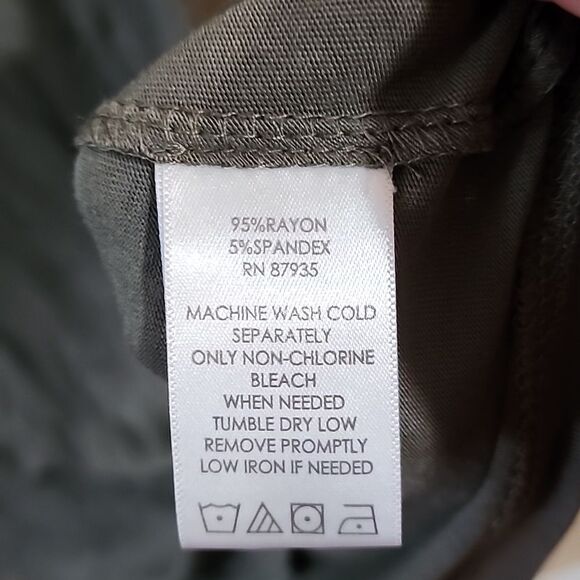 95%RAYON
5%SPANDEX
RN 87935
MACHINE WASH COLD
SEPARATELY
ONLY NON-CHLORINE
BLEACH
WHEN NEEDED
TUMBLE DRY LOW
REMOVE PROMPTLY
LOW IRON IF NEEDED